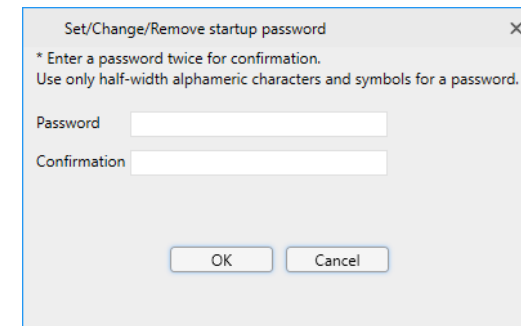 Set/Change/Remove startup password
* Enter a password twice for confirmation.
Use only half-width alphameric characters and symbols for a password.
Password
Confirmation
OK Cancel